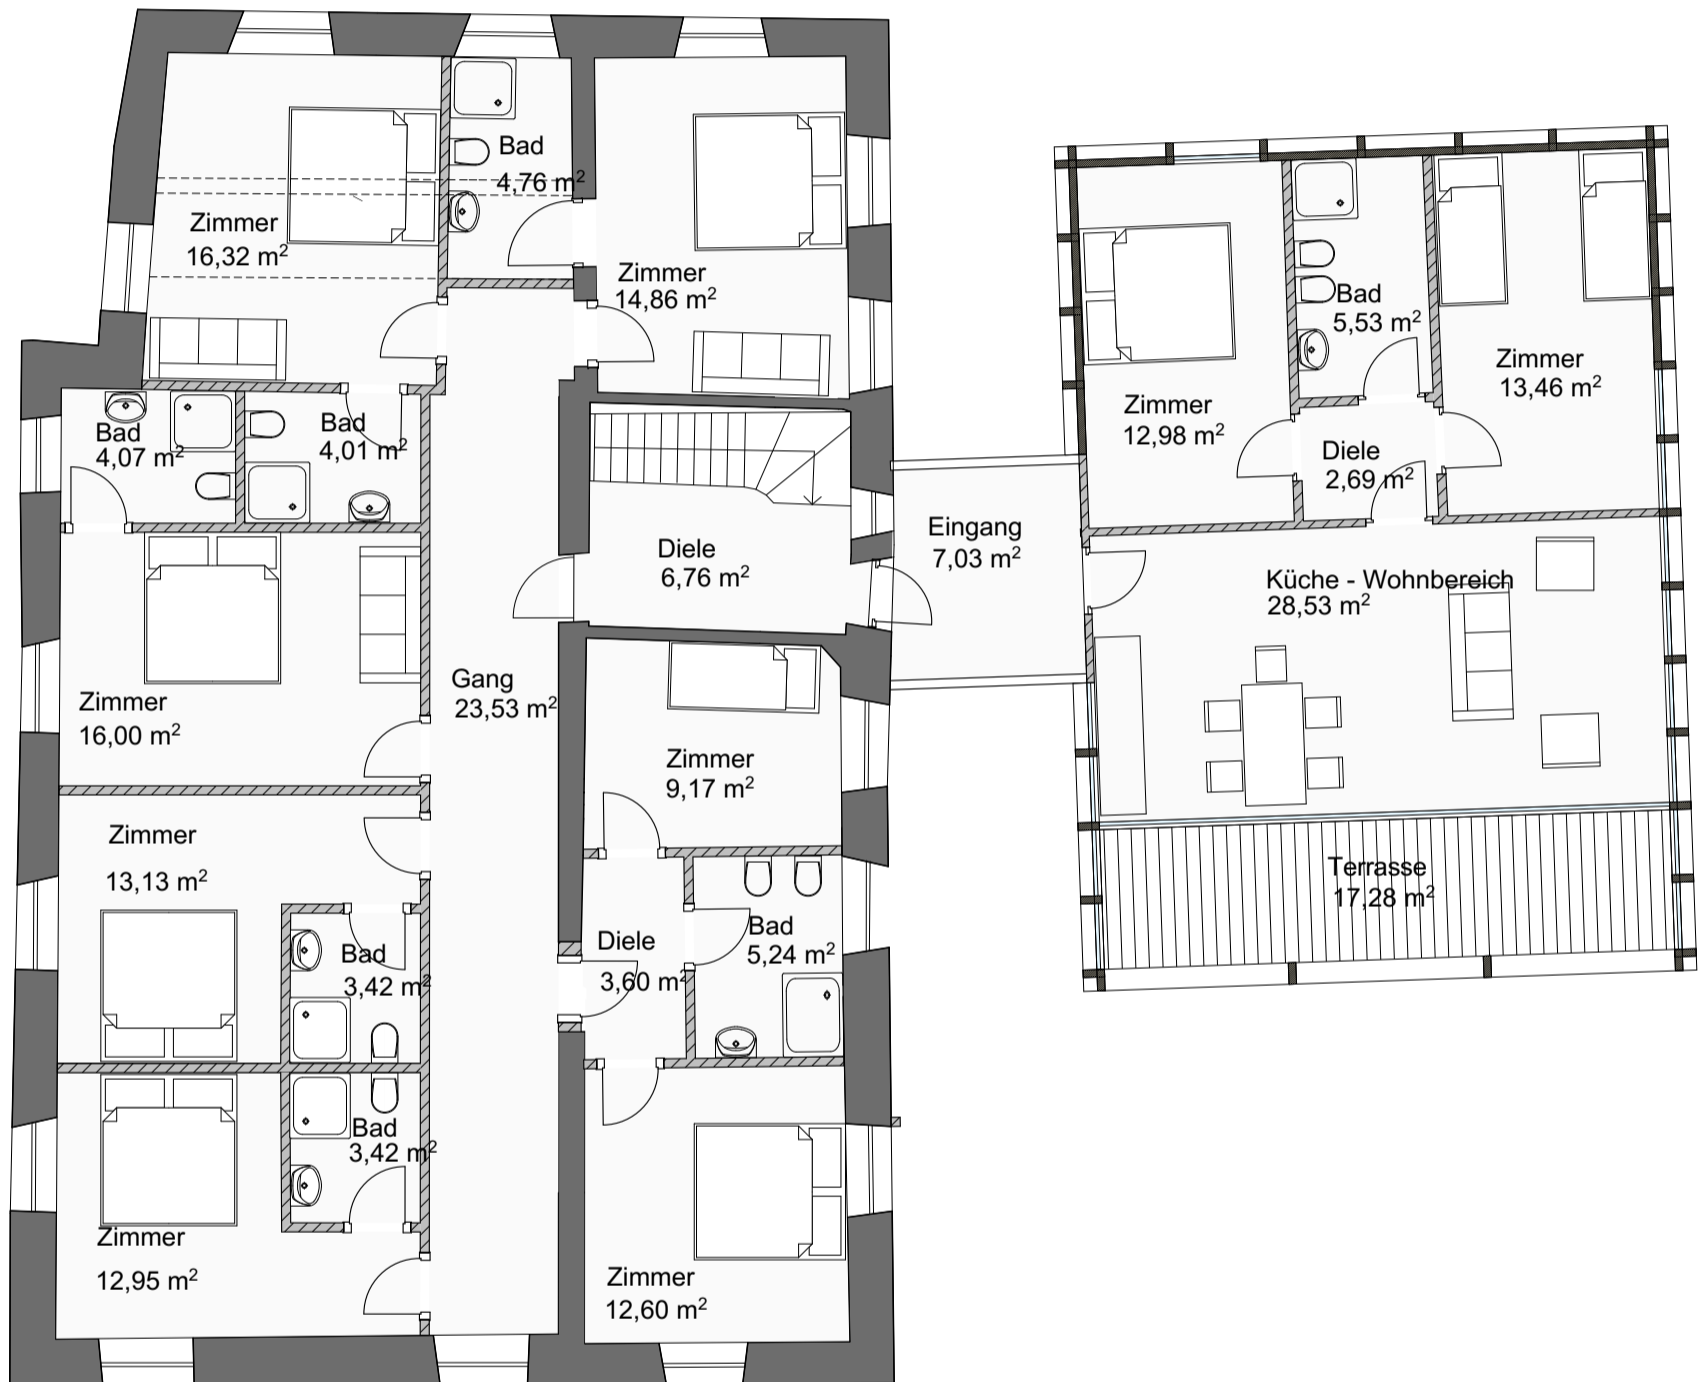 Bad
4,76 m²
Zimmer
16,32 m²
Zimmer
14,86 m²
Bad
4,07 m²
Bad
4,01 m²
Diele
6,76 m²
Eingang
7,03 m²
Zimmer
12,98 m²
Bad
5,53 m²
Zimmer
13,46 m²
Diele
2,69 m²
Küche - Wohnbereich
28,53 m²
Terrasse
17,28 m²
Zimmer
16,00 m²
Gang
23,53 m²
Zimmer
9,17 m²
Zimmer
13,13 m²
Bad
3,42 m²
Diele
3,60 m²
Bad
5,24 m²
Bad
3,42 m²
Zimmer
12,95 m²
Zimmer
12,60 m²